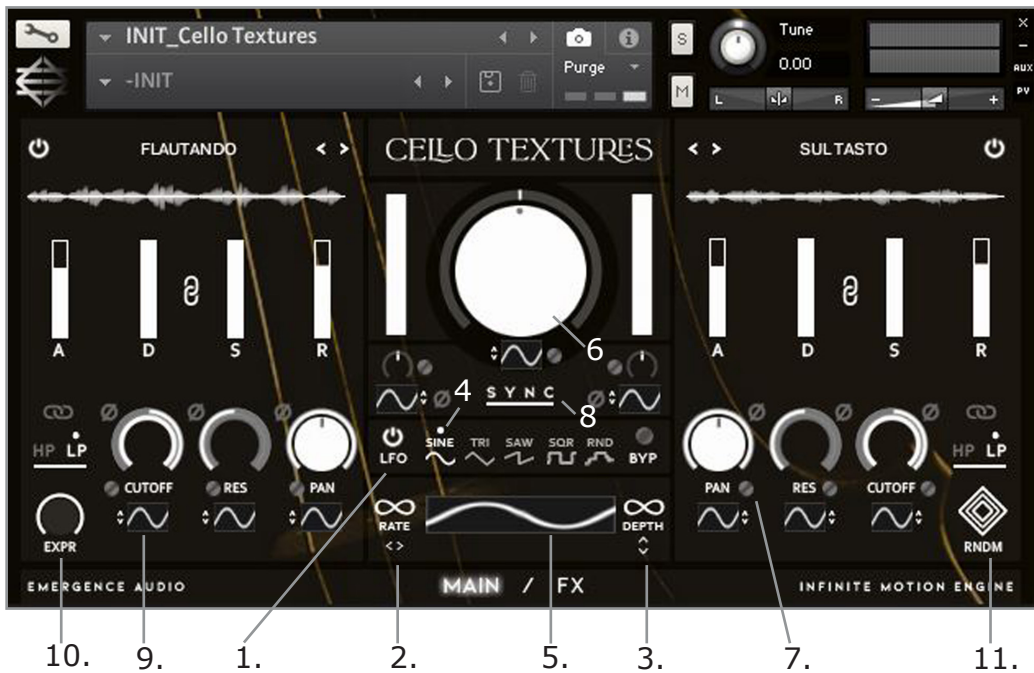 INIT_Cello Textures
-INIT
Purge
S
M
Tune
0.00
L R
- +
×
-
AUX
PV
FLAUTANDO < >
CELLO TEXTURES
< > SUL TASTO
A D S R
A D S R
6
4
SYNC
8
HP LP
CUTOFF
RES
PAN
EXPR
LFO
SINE
TRI
SAW
SQR
RND
BYP
RATE
< >
DEPTH
PAN
RES
CUTOFF
HP LP
RNDM
EMERGENCE AUDIO
MAIN / FX
INFINITE MOTION ENGINE
10. 9. 1. 2. 5. 3. 7. 11.